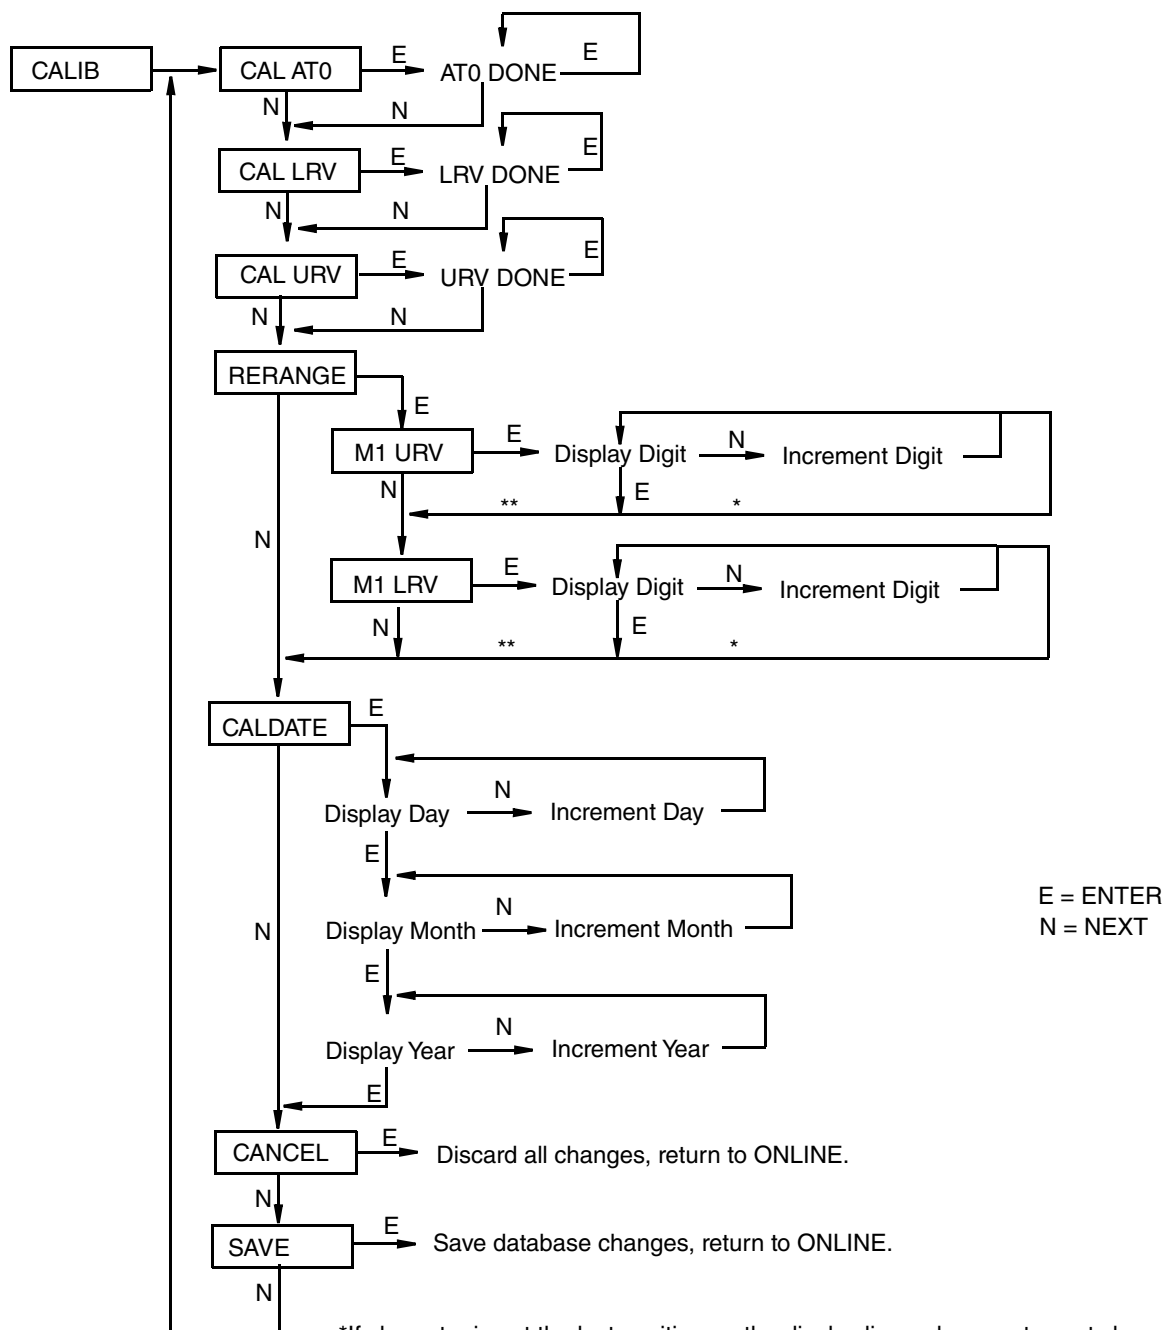 CALIB
CAL AT0
E
AT0 DONE
E
N
N
CAL LRV
E
LRV DONE
E
N
N
CAL URV
E
URV DONE
E
N
N
RERANGE
E
M1 URV
E
Display Digit
N
Increment Digit
N
E
**
*
N
M1 LRV
E
Display Digit
N
Increment Digit
N
E
**
*
CALDATE
E
Display Day
N
Increment Day
E
E = ENTER
N = NEXT
N
Display Month
N
Increment Month
E
Display Year
N
Increment Year
E
CANCEL
E
Discard all changes, return to ONLINE.
N
SAVE
E
Save database changes, return to ONLINE.
N